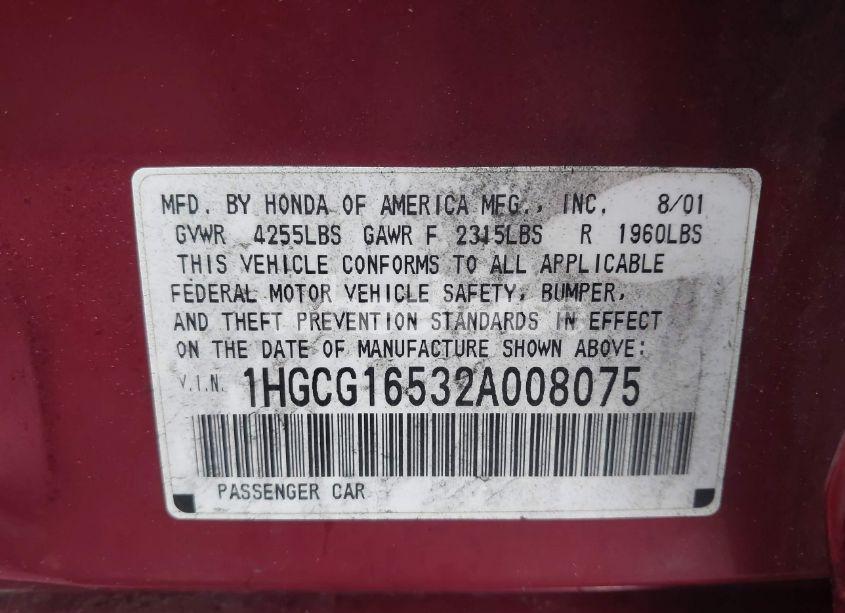 MFD. BY HONDA OF AMERICA MFG., INC. 8/01
GVWR 4255LBS GAWR F 2315LBS R 1960LBS
THIS VEHICLE CONFORMS TO ALL APPLICABLE
FEDERAL MOTOR VEHICLE SAFETY, BUMPER,
AND THEFT PREVENTION STANDARDS IN EFFECT
ON THE DATE OF MANUFACTURE SHOWN ABOVE:
V.I.N. 1HGCG16532A008075
PASSENGER CAR